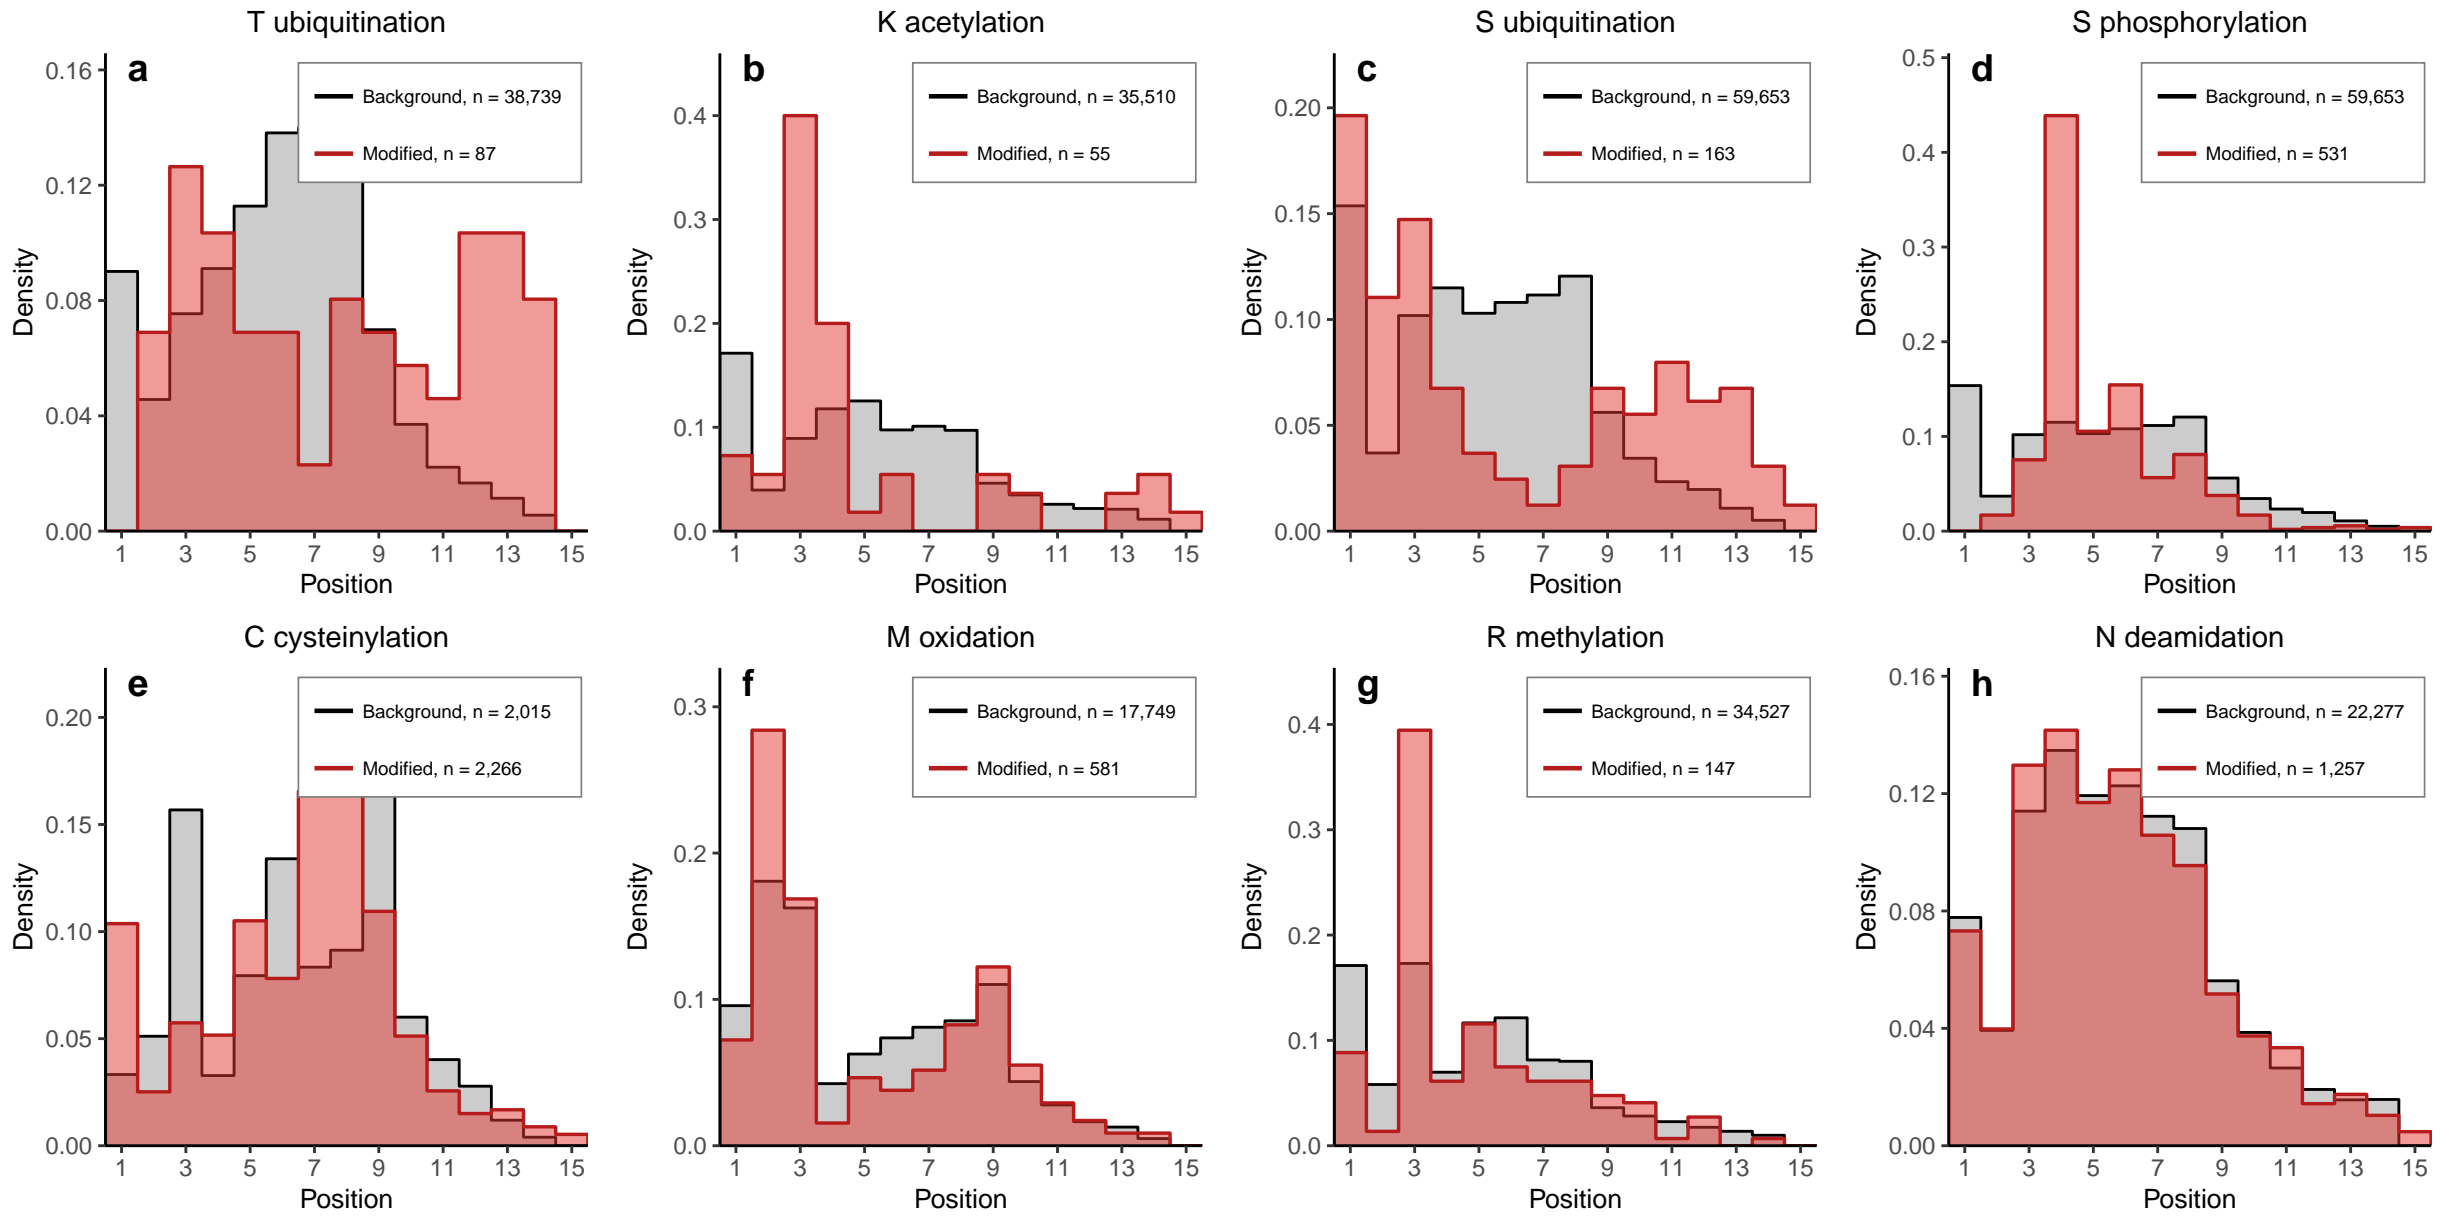 T ubiquitination
a
Background, n = 38,739
Modified, n = 87
0.16
0.12
0.08
0.04
0.00
Density
1 3 5 7 9 11 13 15
Position
K acetylation
b
Background, n = 35,510
Modified, n = 55
0.4
0.3
0.2
0.1
0.0
Density
1 3 5 7 9 11 13 15
Position
S ubiquitination
c
Background, n = 59,653
Modified, n = 163
0.20
0.15
0.10
0.05
0.00
Density
1 3 5 7 9 11 13 15
Position
S phosphorylation
d
Background, n = 59,653
Modified, n = 531
0.5
0.4
0.3
0.2
0.1
0.0
Density
1 3 5 7 9 11 13 15
Position
C cysteinylation
e
Background, n = 2,015
Modified, n = 2,266
0.20
0.15
0.10
0.05
0.00
Density
1 3 5 7 9 11 13 15
Position
M oxidation
f
Background, n = 17,749
Modified, n = 581
0.3
0.2
0.1
0.0
Density
1 3 5 7 9 11 13 15
Position
R methylation
g
Background, n = 34,527
Modified, n = 147
0.4
0.3
0.2
0.1
0.0
Density
1 3 5 7 9 11 13 15
Position
N deamidation
h
Background, n = 22,277
Modified, n = 1,257
0.16
0.12
0.08
0.04
0.00
Density
1 3 5 7 9 11 13 15
Position